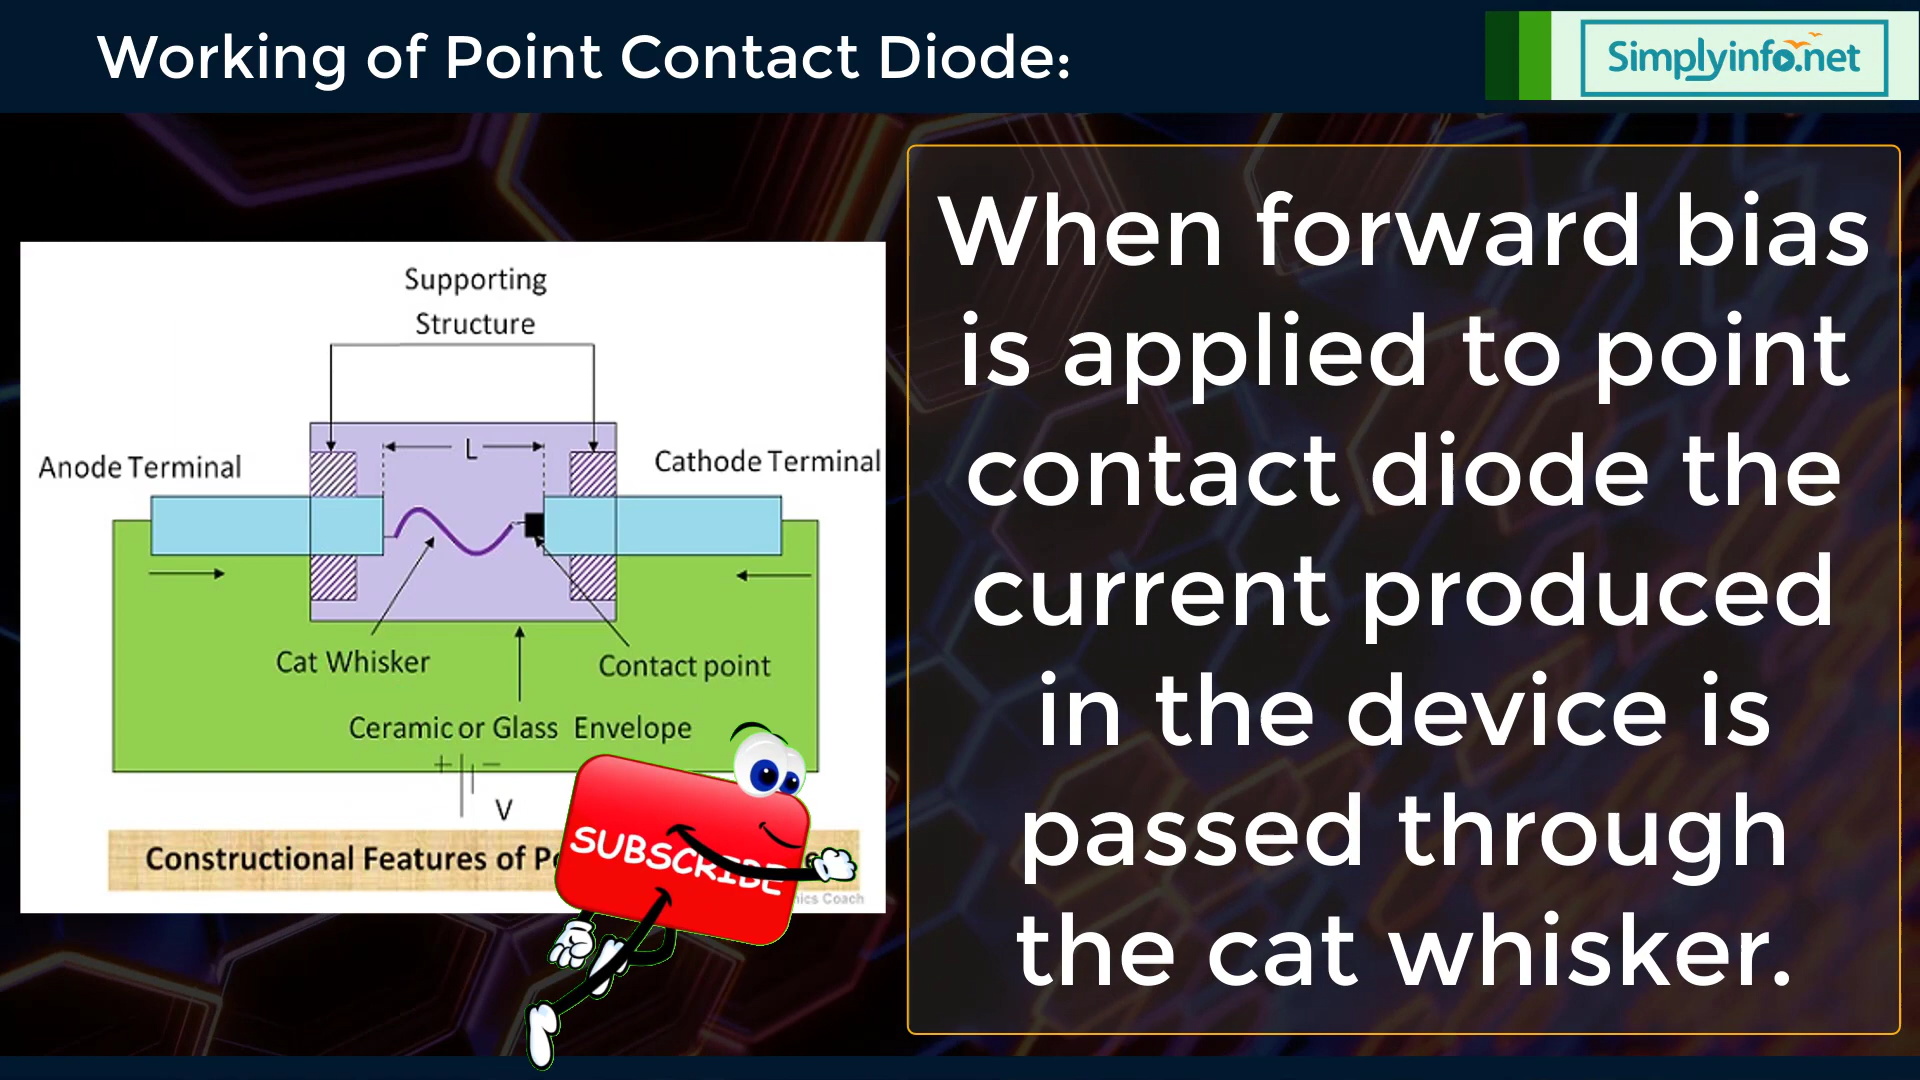 Working of Point Contact Diode:
Simplyinfo.net
Supporting
Structure
L
Anode Terminal
Cathode Terminal
Cat Whisker
Contact point
Ceramic or Glass Envelope
+ −
V
Constructional Features of
SUBSCRIBE
Coach
When forward bias
is applied to point
contact diode the
current produced
in the device is
passed through
the cat whisker.